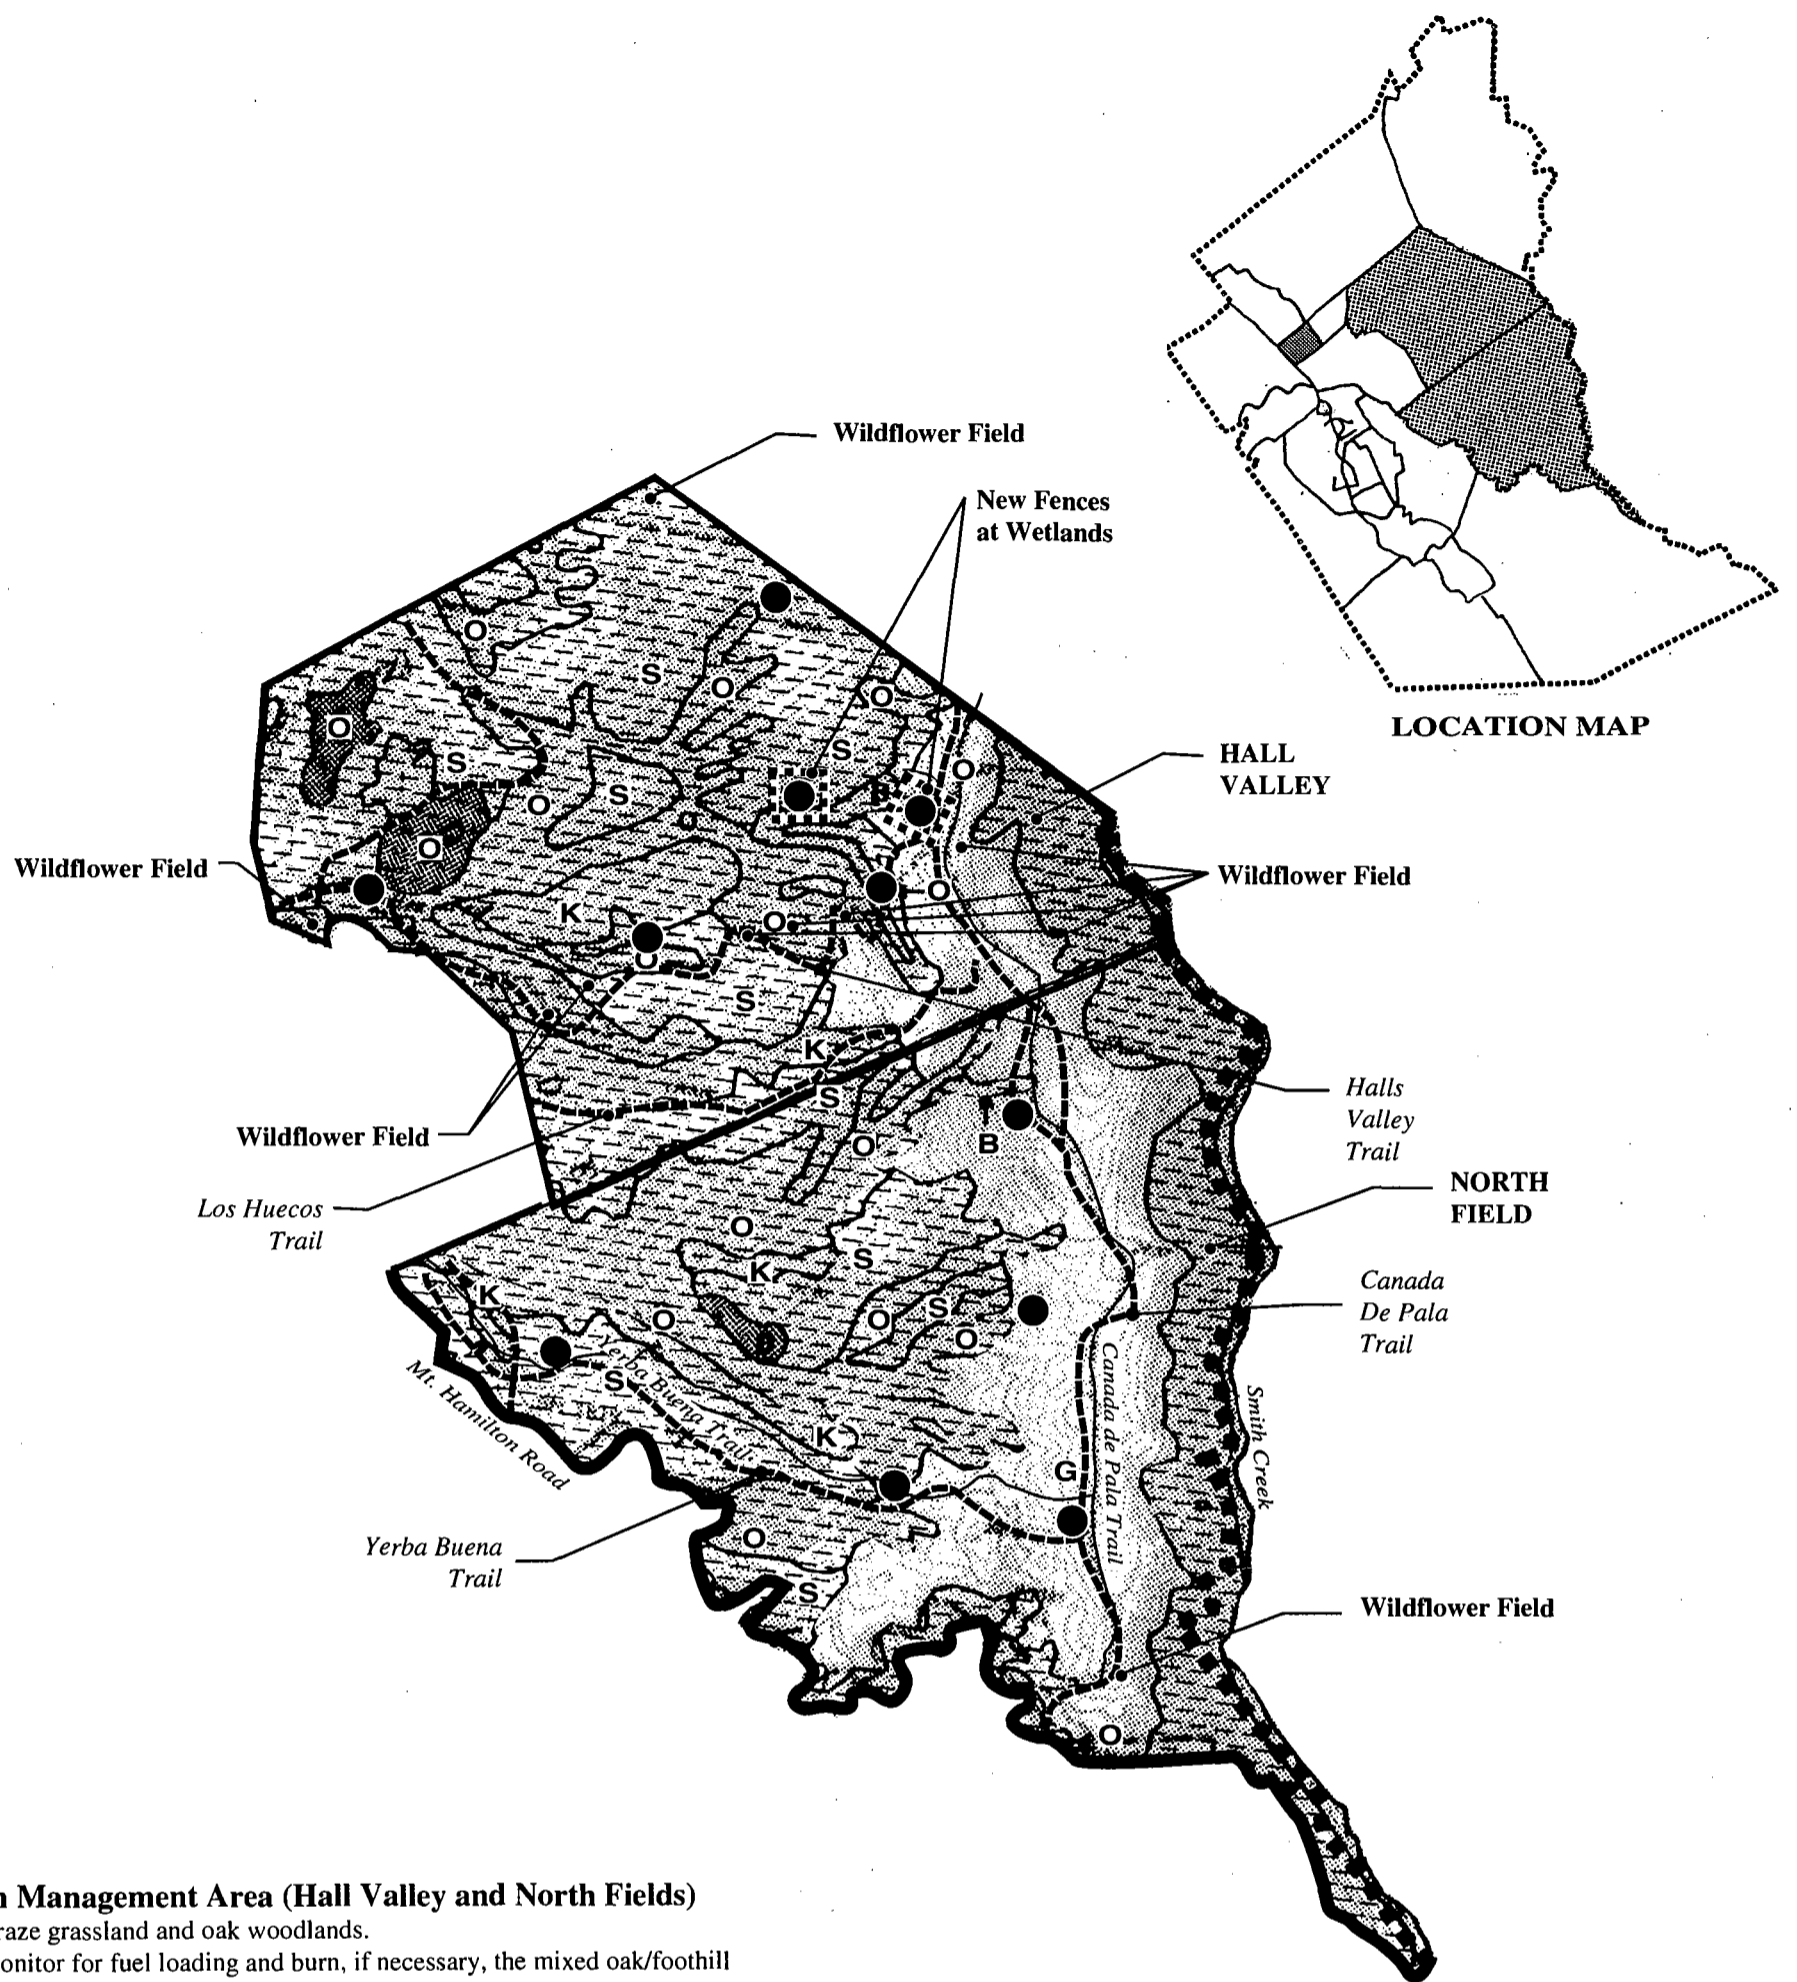 Wildflower Field
New Fences
at Wetlands
LOCATION MAP
HALL
VALLEY
O
S
O
O
O
S
S
O
O
S
O
Wildflower Field
Wildflower Field
O
K
O
O
S
K
S
Halls
Valley
Trail
Wildflower Field
O
B
NORTH
FIELD
Los Huecos
Trail
O
S
K
K
Canada
De Pala
Trail
O
O
S
O
Yerba Buena Trail
S
Mt. Hamilton Road
Canada de Pala Trail
Smith Creek
K
G
Yerba Buena
Trail
O
S
Wildflower Field
O
Management Area (Hall Valley and North Fields)
grassland and oak woodlands.
for fuel loading and burn, if necessary, the mixed oak/foothill